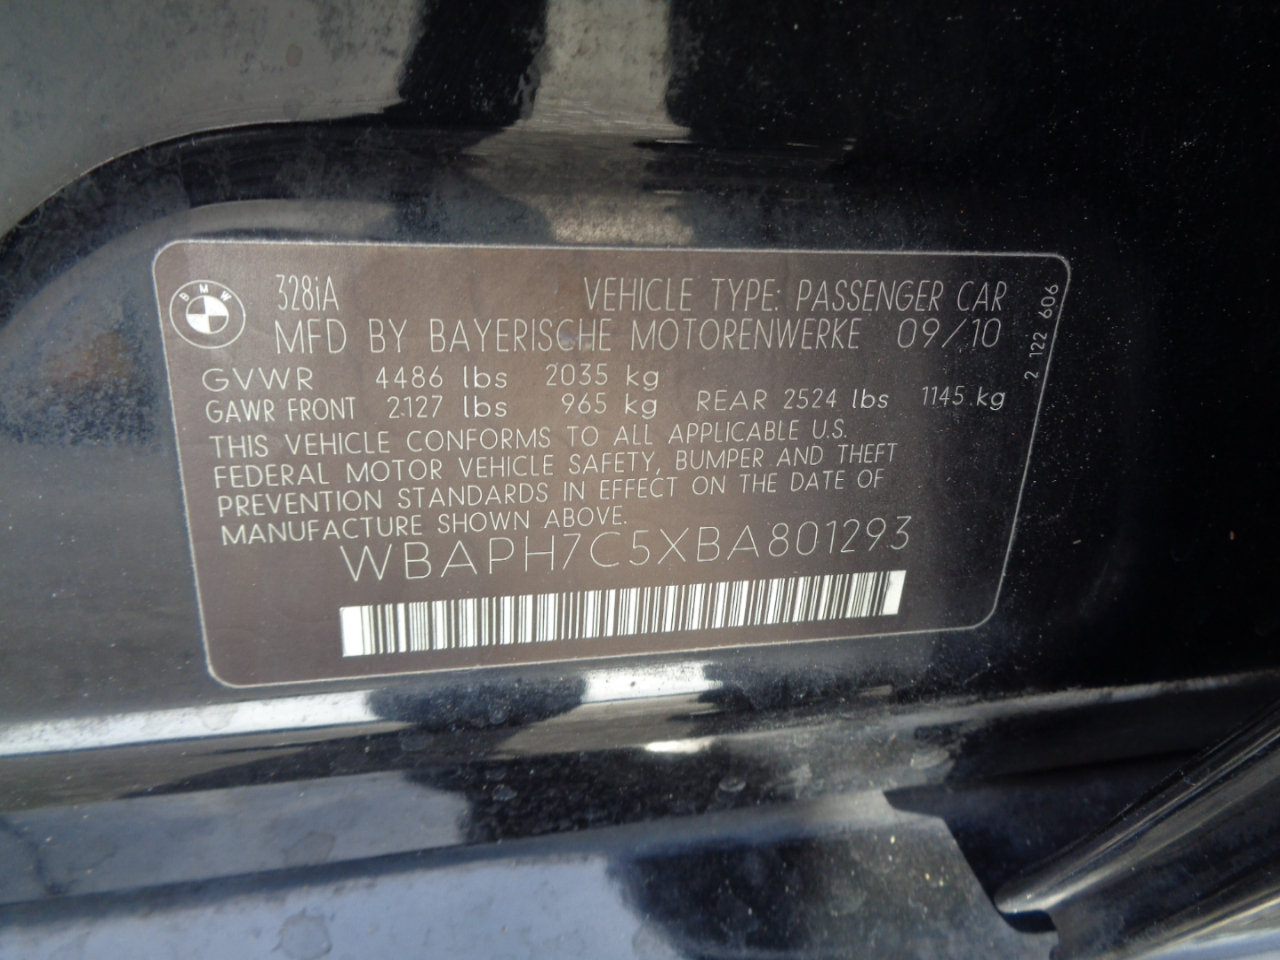 BMW
328iA VEHICLE TYPE: PASSENGER CAR
MFD BY BAYERISCHE MOTORENWERKE 09/10
GVWR 4486 lbs 2035 kg
GAWR FRONT 2127 lbs 965 kg REAR 2524 lbs 1145 kg
THIS VEHICLE CONFORMS TO ALL APPLICABLE U.S.
FEDERAL MOTOR VEHICLE SAFETY, BUMPER AND THEFT
PREVENTION STANDARDS IN EFFECT ON THE DATE OF
MANUFACTURE SHOWN ABOVE.
WBAPH7C5XBA801293
2 122 606